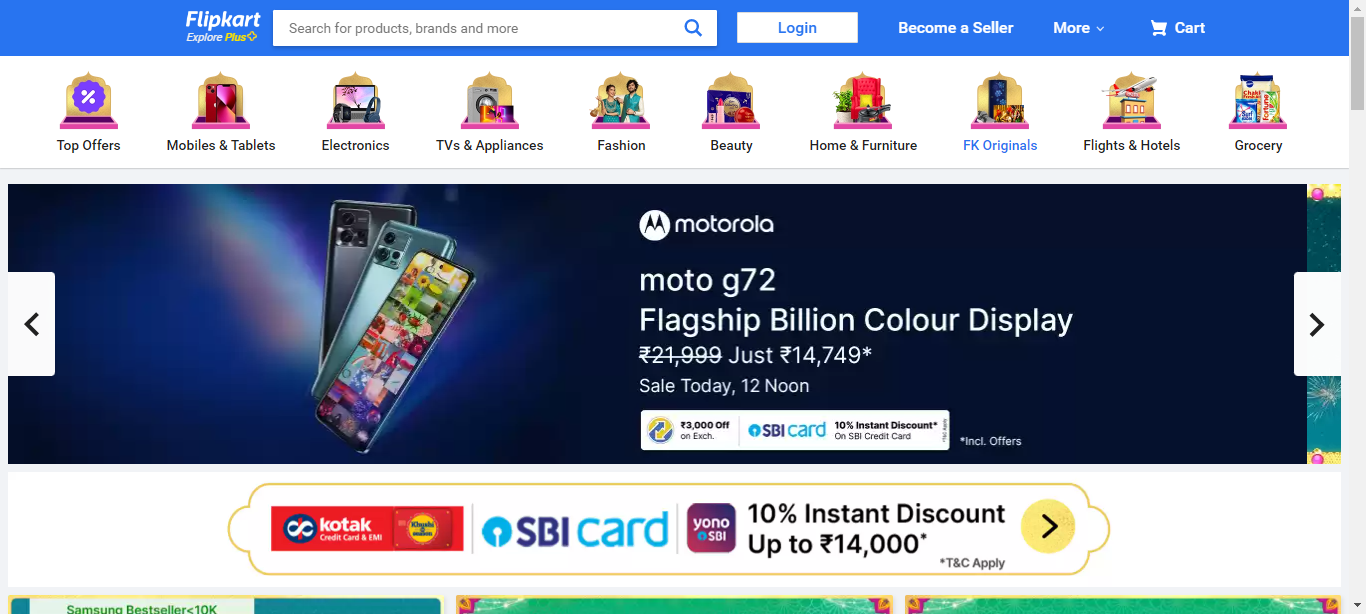 Flipkart
Explore Plus
Search for products, brands and more
Login
Become a Seller
More
Cart
Top Offers
Mobiles & Tablets
Electronics
TVs & Appliances
Fashion
Beauty
Home & Furniture
FK Originals
Flights & Hotels
Grocery
motorola
moto g72
Flagship Billion Colour Display
₹21,999 Just ₹14,749*
Sale Today, 12 Noon
₹3,000 Off
on Exch.
SBI card
10% Instant Discount*
On SBI Credit Card
*T&C Apply
*Incl. Offers
kotak
Credit Card & EMI
Khushi ka season
SBI card
yono
SBI
10% Instant Discount
Up to ₹14,000*
*T&C Apply
Samsung Bestseller<10K